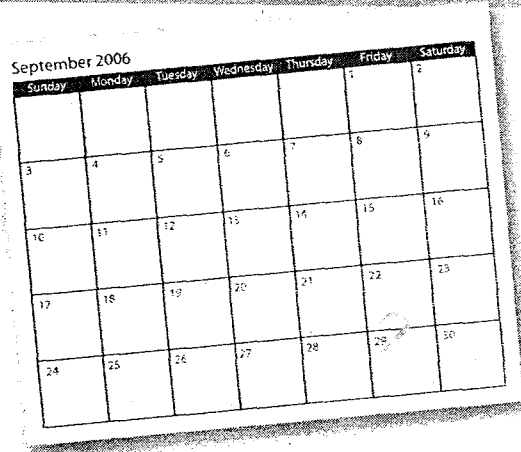 September 2006
Sunday Monday Tuesday Wednesday Thursday Friday Saturday
1 2
3 4 5 6 7 8 9
10 11 12 13 14 15 16
17 18 19 20 21 22 23
24 25 26 27 28 29 30